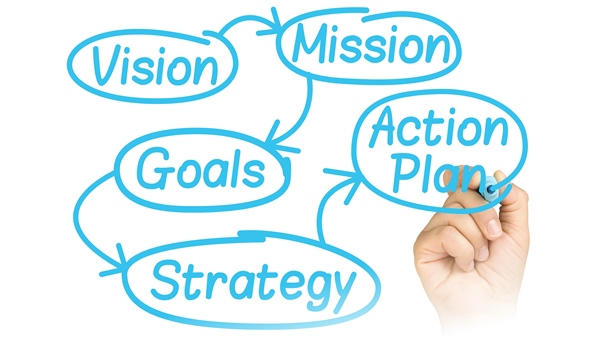 Vision
Mission
Goals
Strategy
Action
Plan